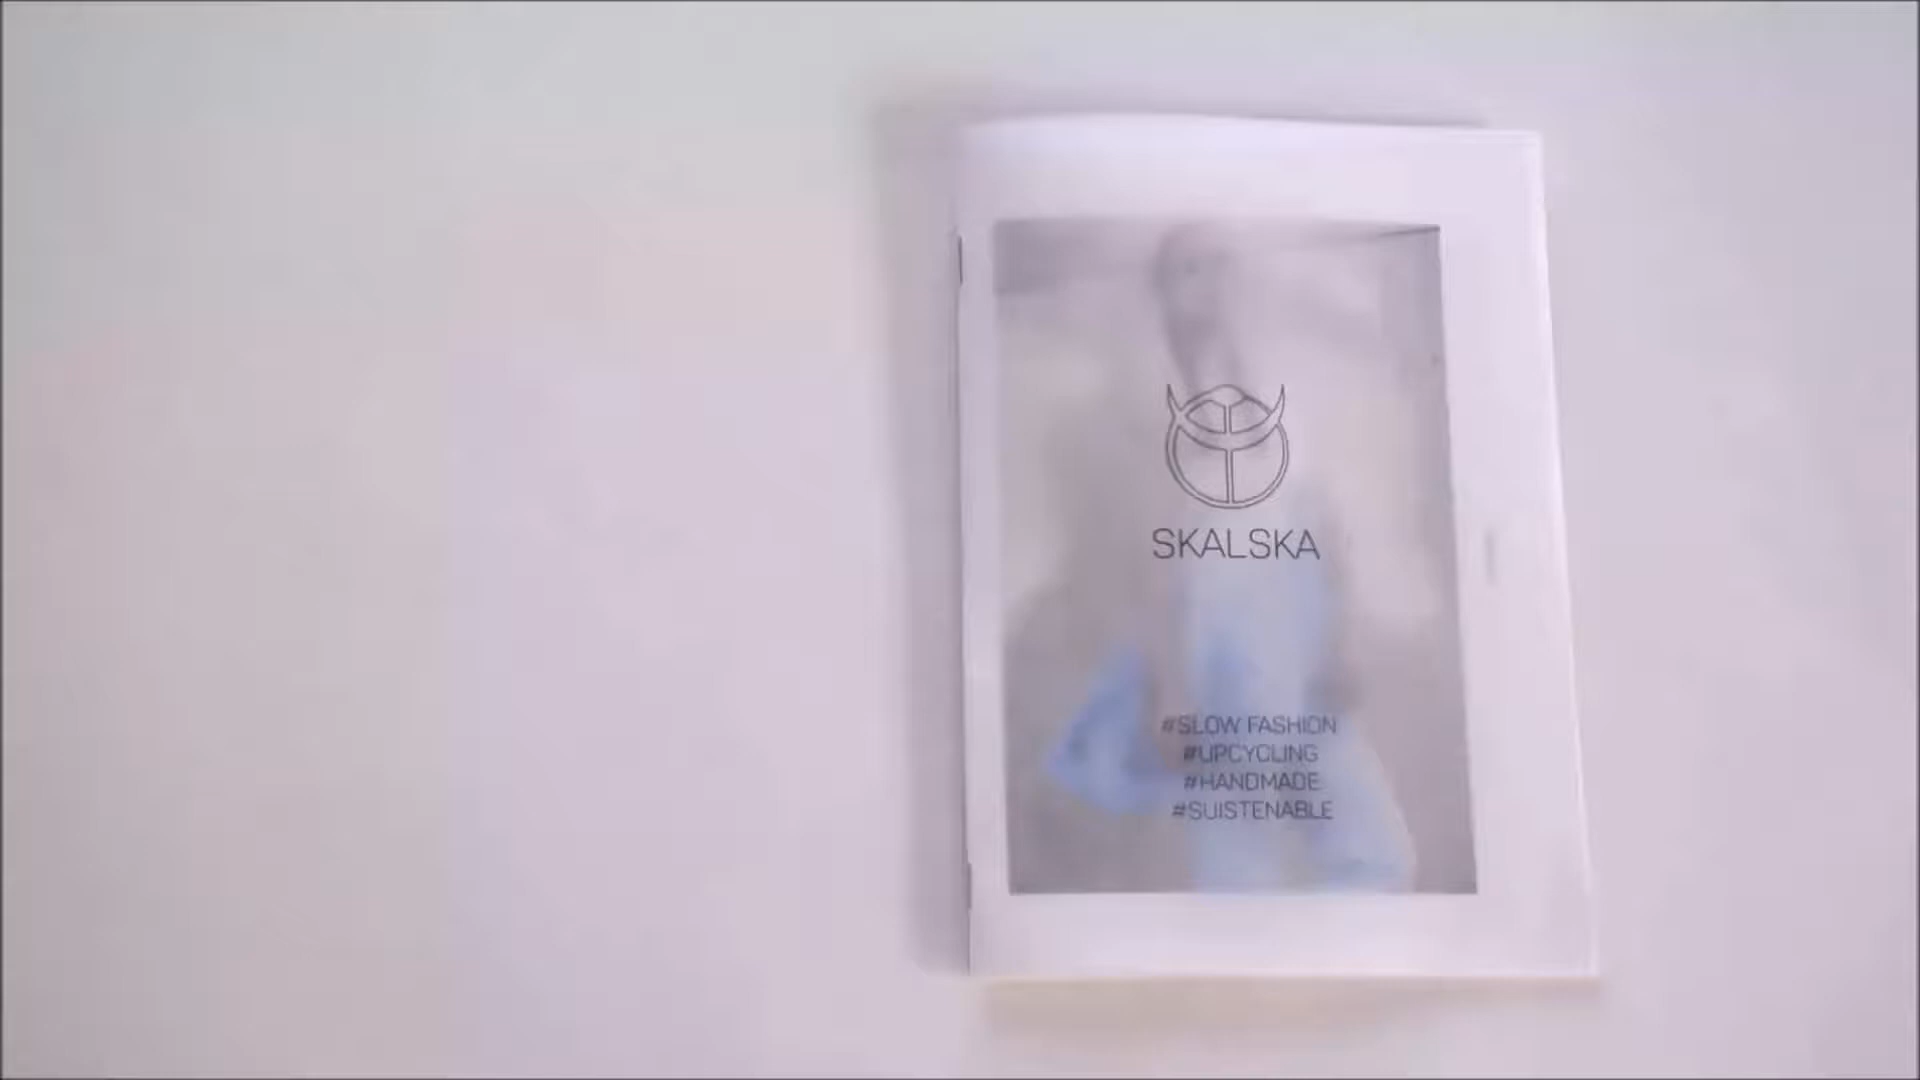 SKALSKA
#SLOW FASHION
#UPCYCLING
#HANDMADE
#SUISTENABLE